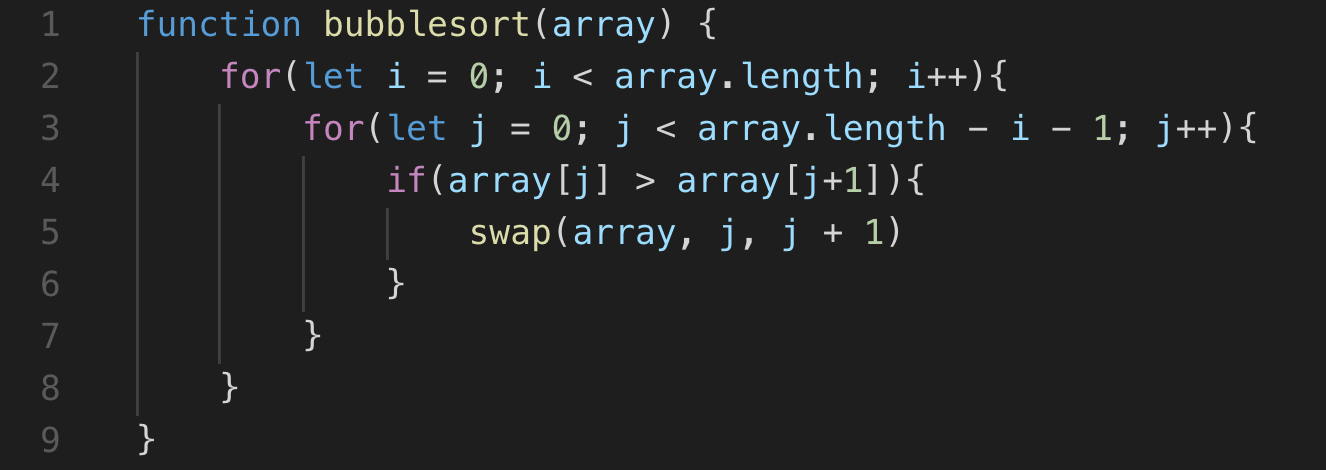 1 function bubblesort(array) {
2     for(let i = 0; i < array.length; i++){
3         for(let j = 0; j < array.length - i - 1; j++){
4             if(array[j] > array[j+1]){
5                 swap(array, j, j + 1)
6             }
7         }
8     }
9 }